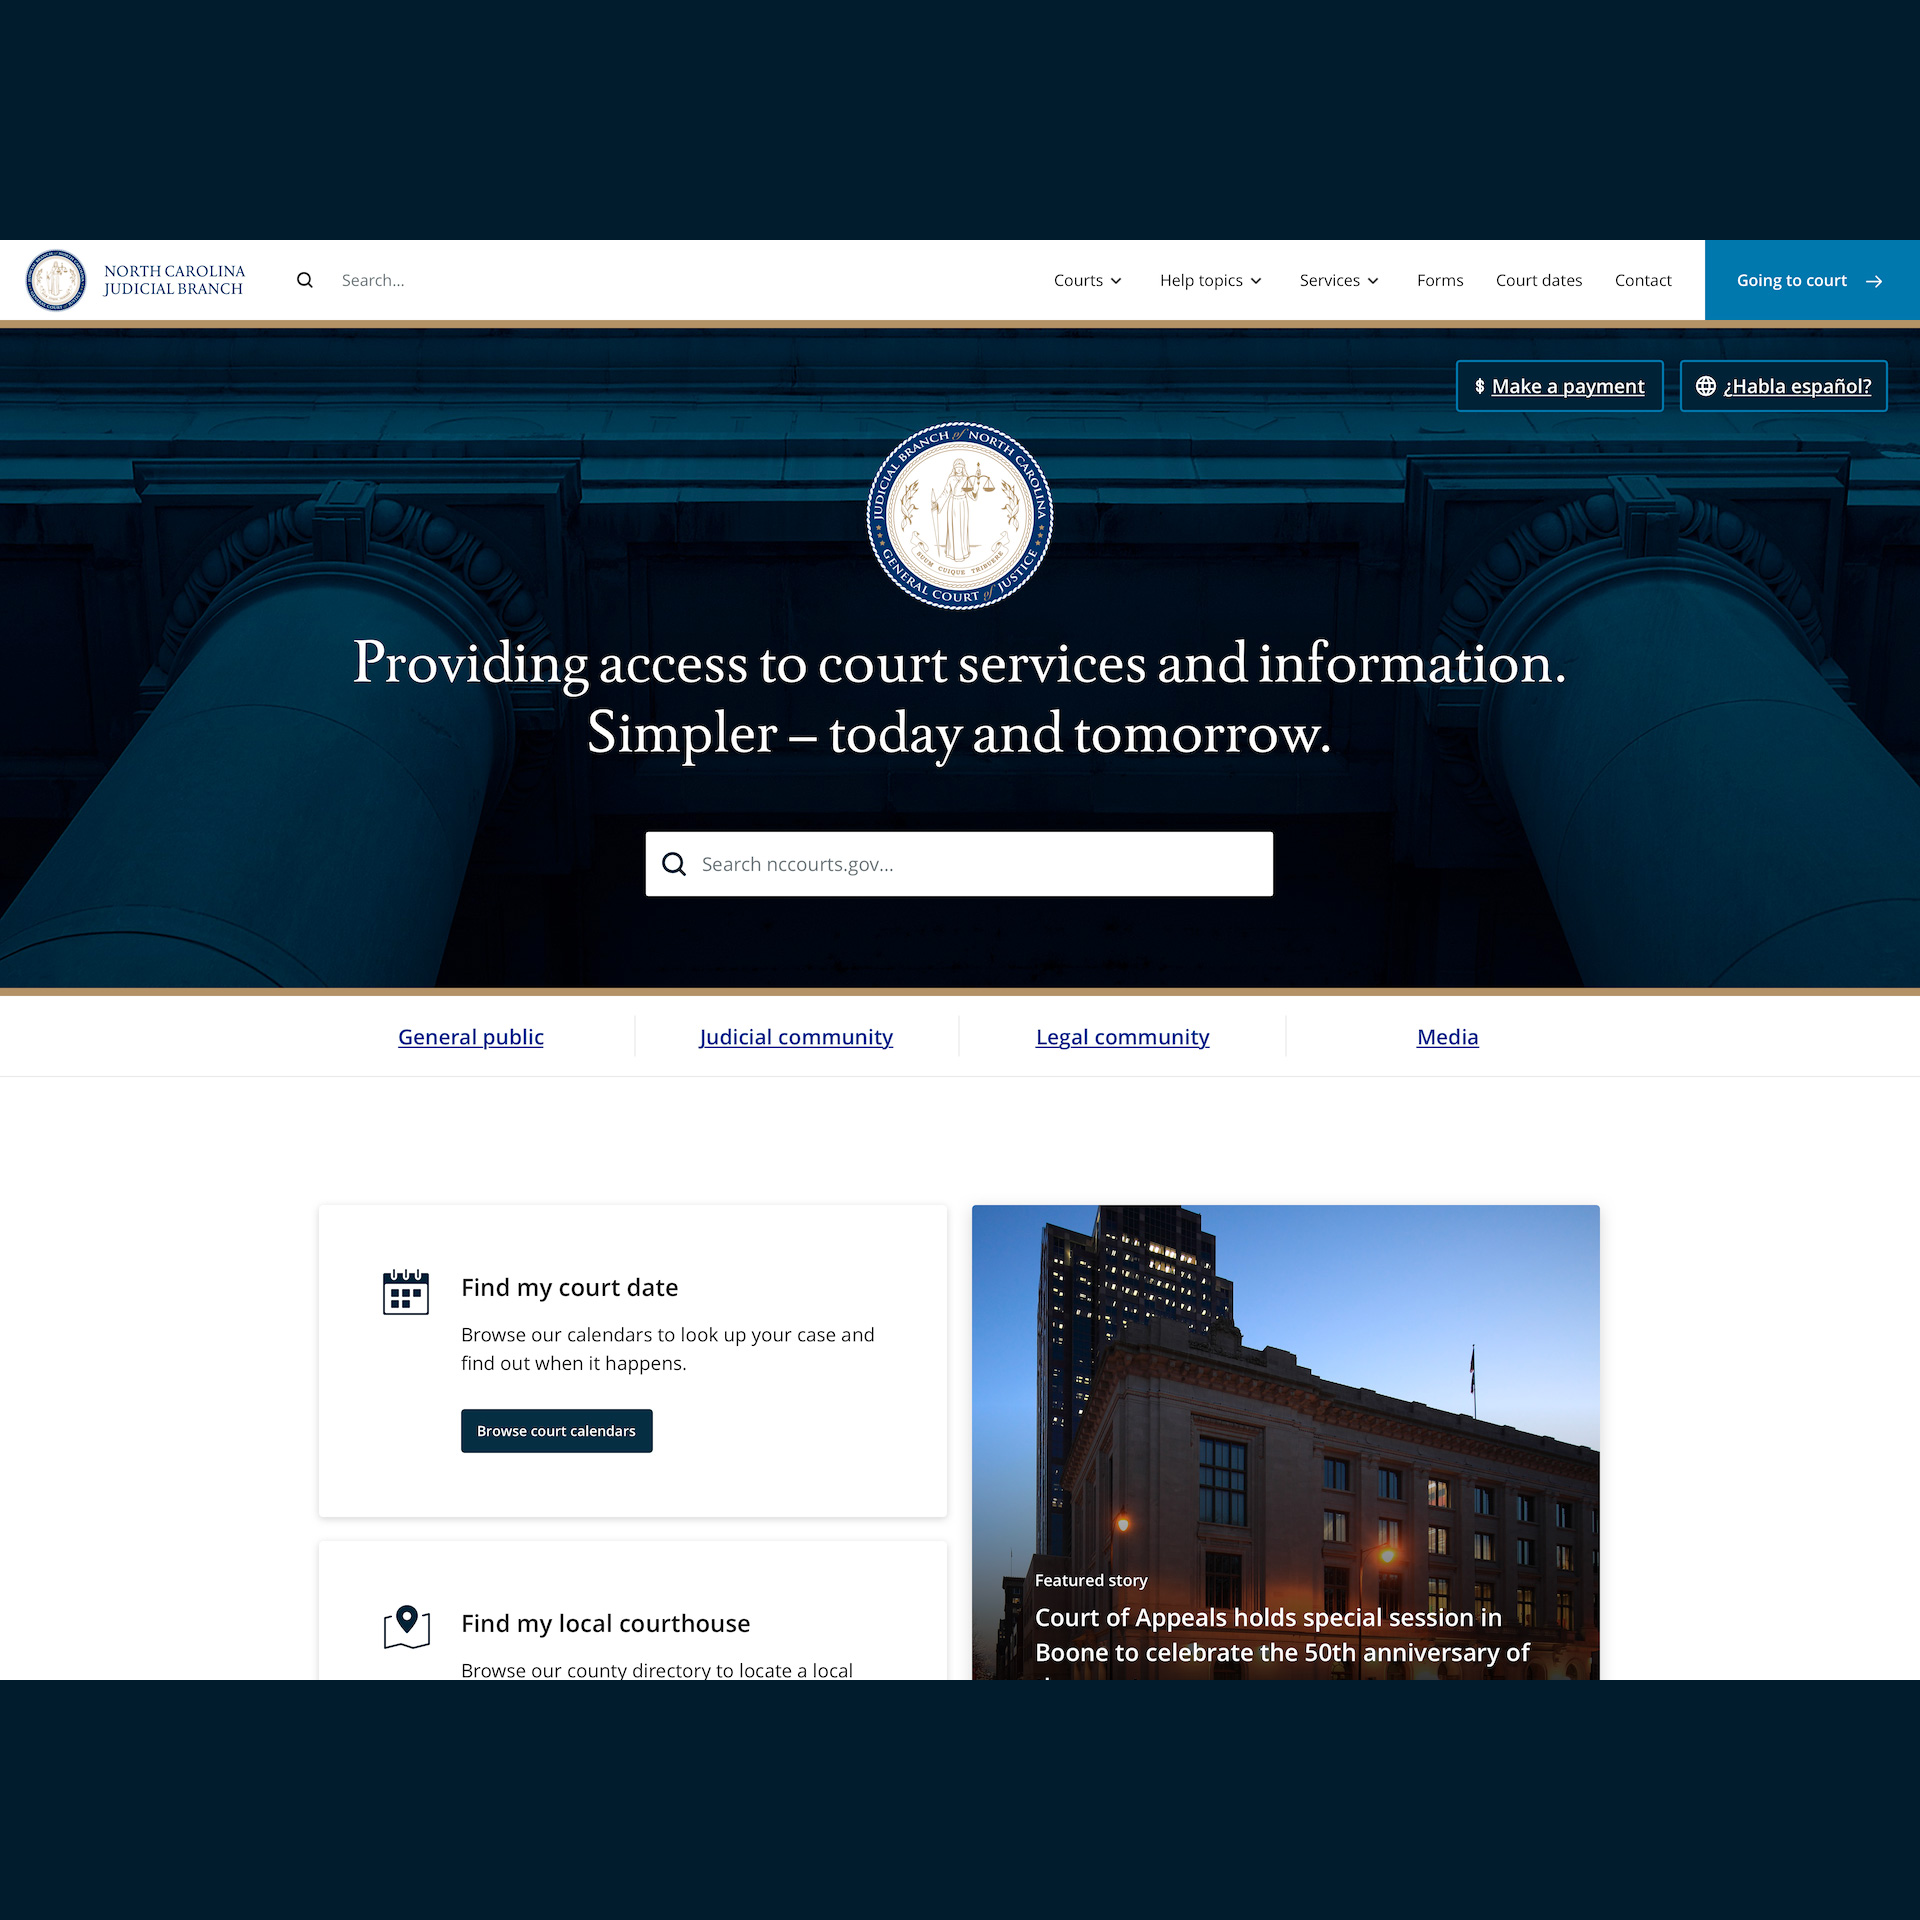 NORTH CAROLINA
JUDICIAL BRANCH
Search...
Courts
Help topics
Services
Forms
Court dates
Contact
Going to court
$ Make a payment
¿Habla español?
JUDICIAL BRANCH of NORTH CAROLINA
SUUM CUIQUE TRIBUERE
GENERAL COURT of JUSTICE
Providing access to court services and information.
Simpler – today and tomorrow.
Search nccourts.gov...
General public
Judicial community
Legal community
Media
Find my court date
Browse our calendars to look up your case and
find out when it happens.
Browse court calendars
Find my local courthouse
Browse our county directory to locate a local
Featured story
Court of Appeals holds special session in
Boone to celebrate the 50th anniversary of